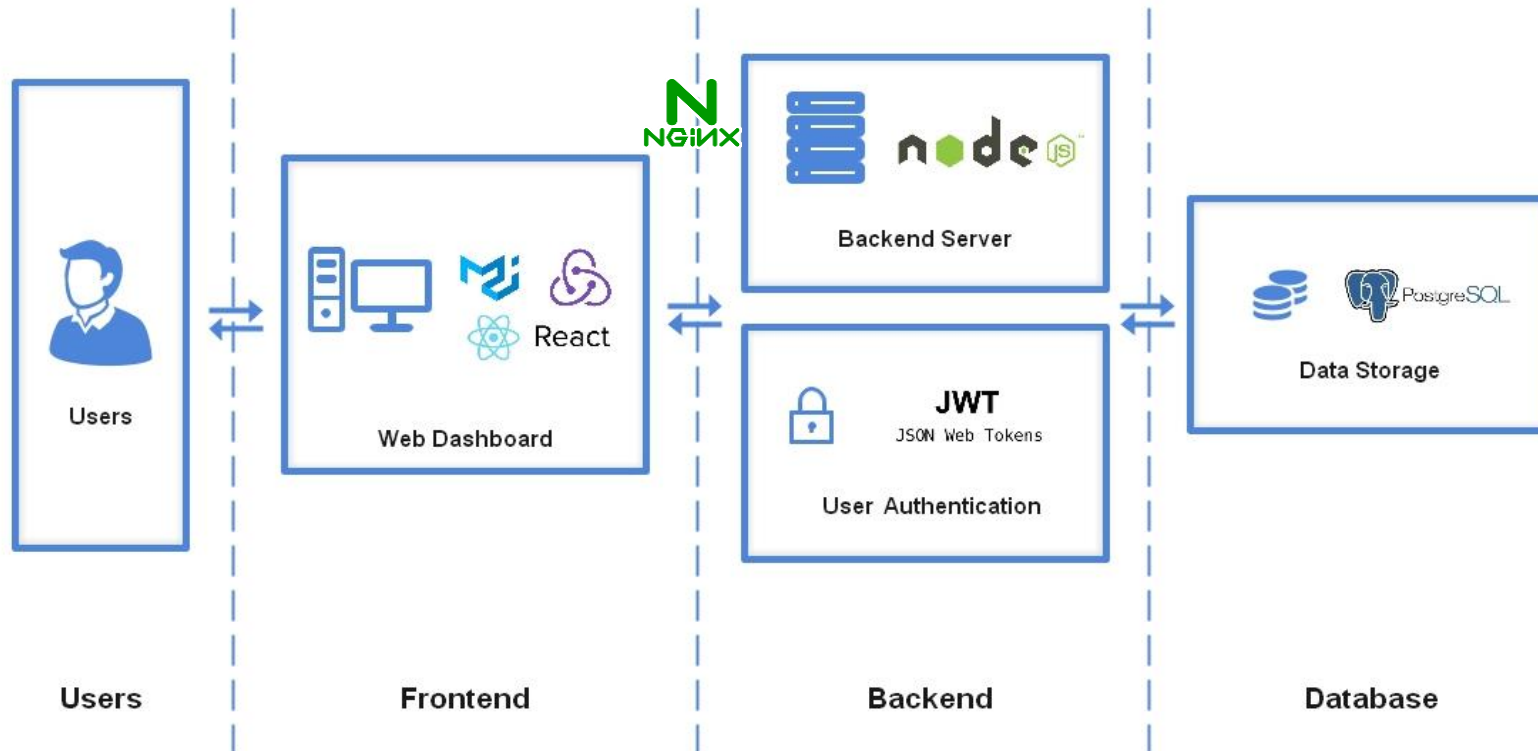 Users
React
Web Dashboard
NGiNX
node
JS
™
Backend Server
JWT
JSON Web Tokens
User Authentication
PostgreSQL
Data Storage
Users
Frontend
Backend
Database